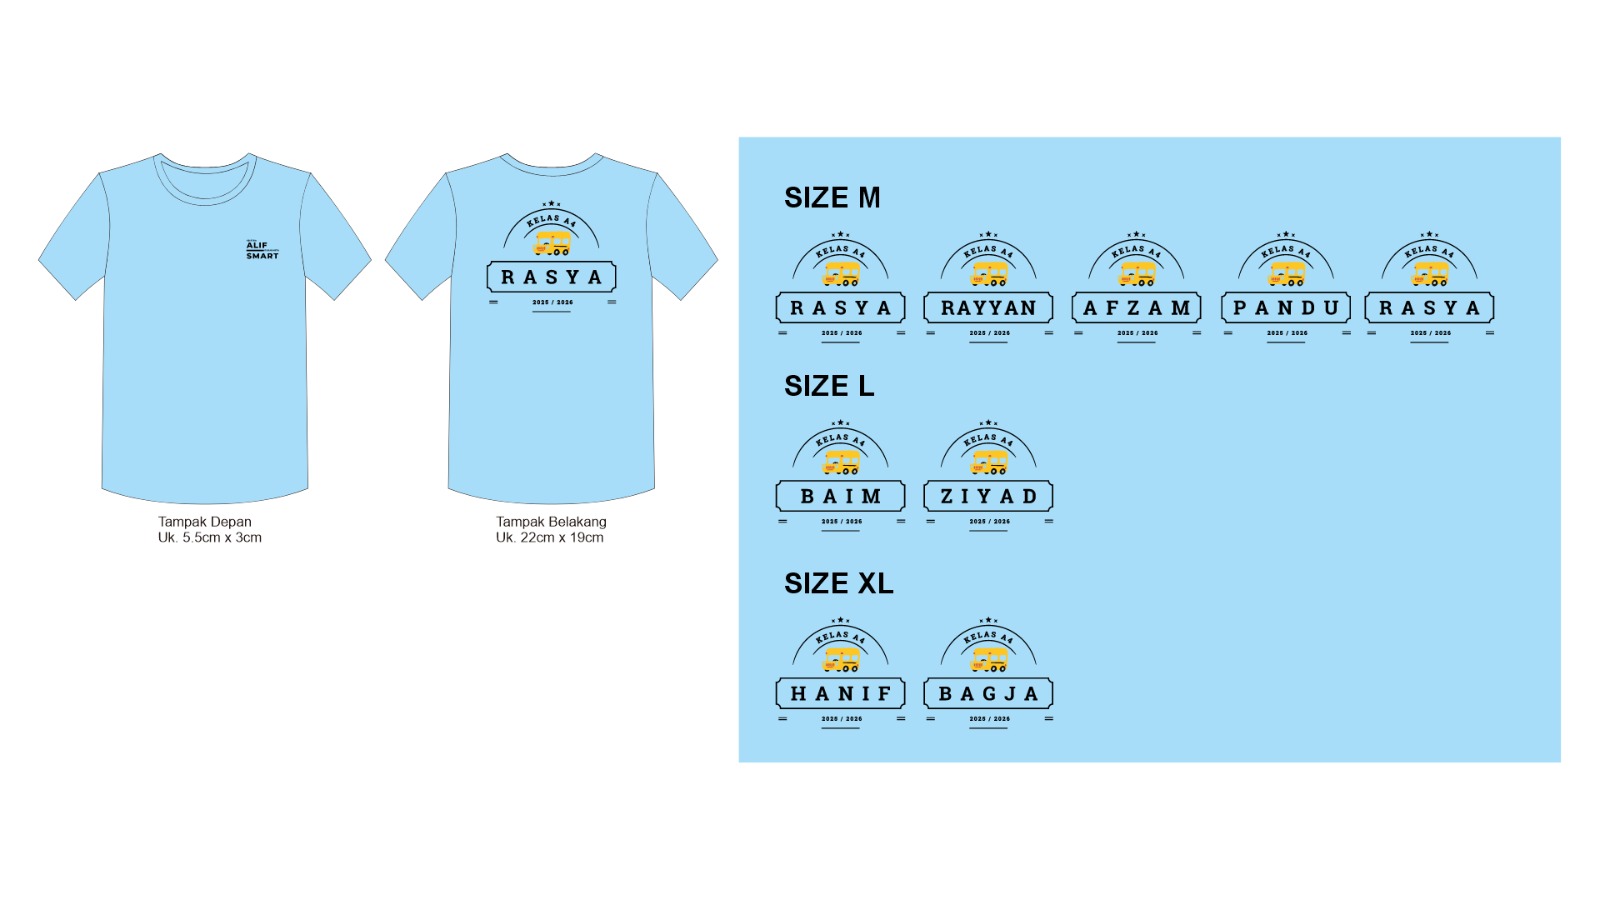 ALIF
SMART
Tampak Depan
Uk. 5.5cm x 3cm
KELAS A4
RASYA
2025 / 2026
Tampak Belakang
Uk. 22cm x 19cm
SIZE M
KELAS A4
RASYA
2025 / 2026
KELAS A4
RAYYAN
2025 / 2026
KELAS A4
AFZAM
2025 / 2026
KELAS A4
PANDU
2025 / 2026
KELAS A4
RASYA
2025 / 2026
SIZE L
KELAS A4
BAIM
2025 / 2026
KELAS A4
ZIYAD
2025 / 2026
SIZE XL
KELAS A4
HANIF
2025 / 2026
KELAS A4
BAGJA
2025 / 2026